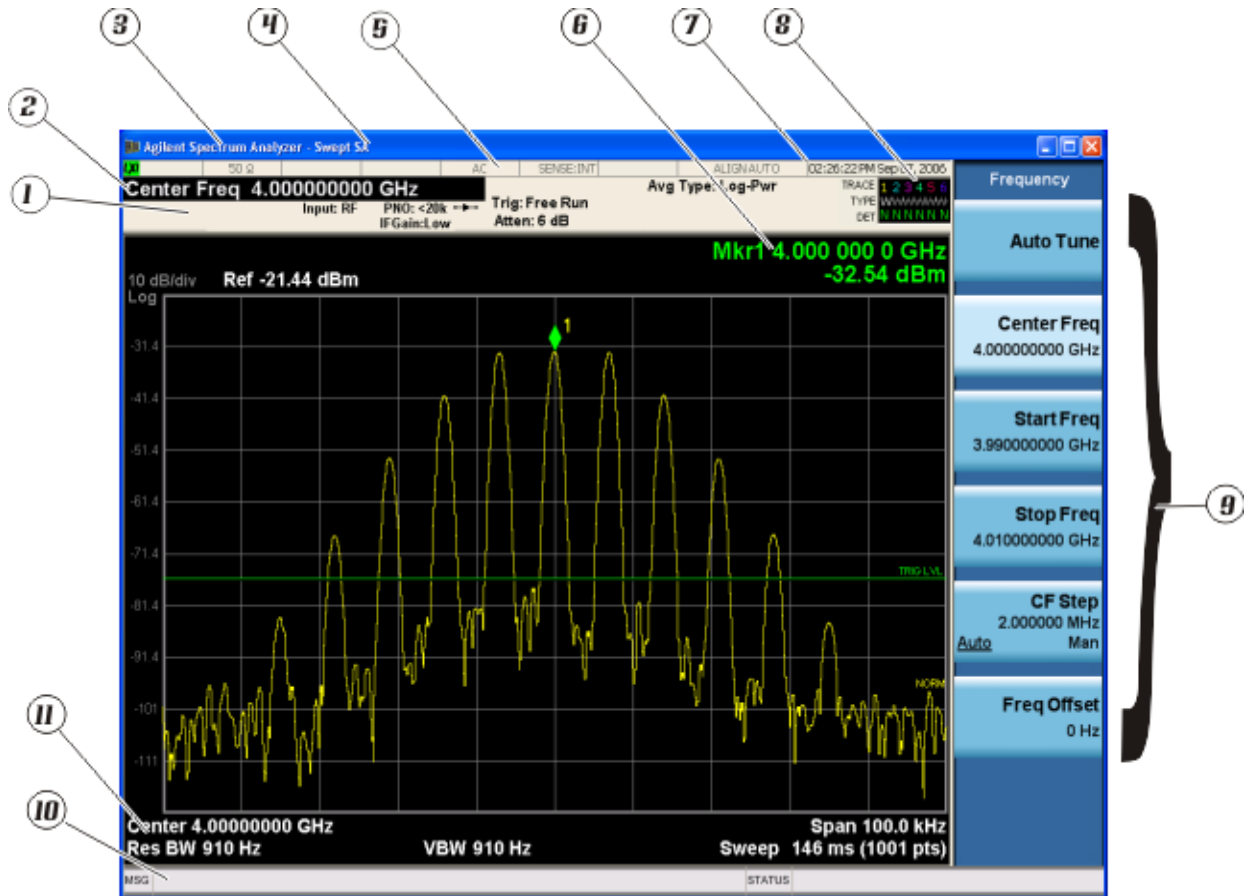 3 4 5 6 7 8
2
Agilent Spectrum Analyzer - Swept SA
LXI 50 Ω AC SENSE:INT ALIGNAUTO 02:26:22 PM Sep 07, 2006
Center Freq 4.000000000 GHz
1
Input: RF PNO: <20k Trig: Free Run Avg Type: Log-Pwr TRACE 1 2 3 4 5 6
IFGain:Low Atten: 6 dB TYPE
DET N N N N N N
Frequency
Auto Tune
Mkr1 4.000 000 0 GHz
-32.54 dBm
10 dB/div Ref -21.44 dBm
Log
1
Center Freq
4.000000000 GHz
-31.4
-41.4
Start Freq
3.990000000 GHz
-51.4
-61.4
9
Stop Freq
4.010000000 GHz
-71.4
TRIG LVL
-81.4
CF Step
2.000000 MHz
Auto Man
-91.4
NORM
-101
Freq Offset
0 Hz
-111
11
10
Center 4.00000000 GHz Span 100.0 kHz
Res BW 910 Hz VBW 910 Hz Sweep 146 ms (1001 pts)
MSG STATUS